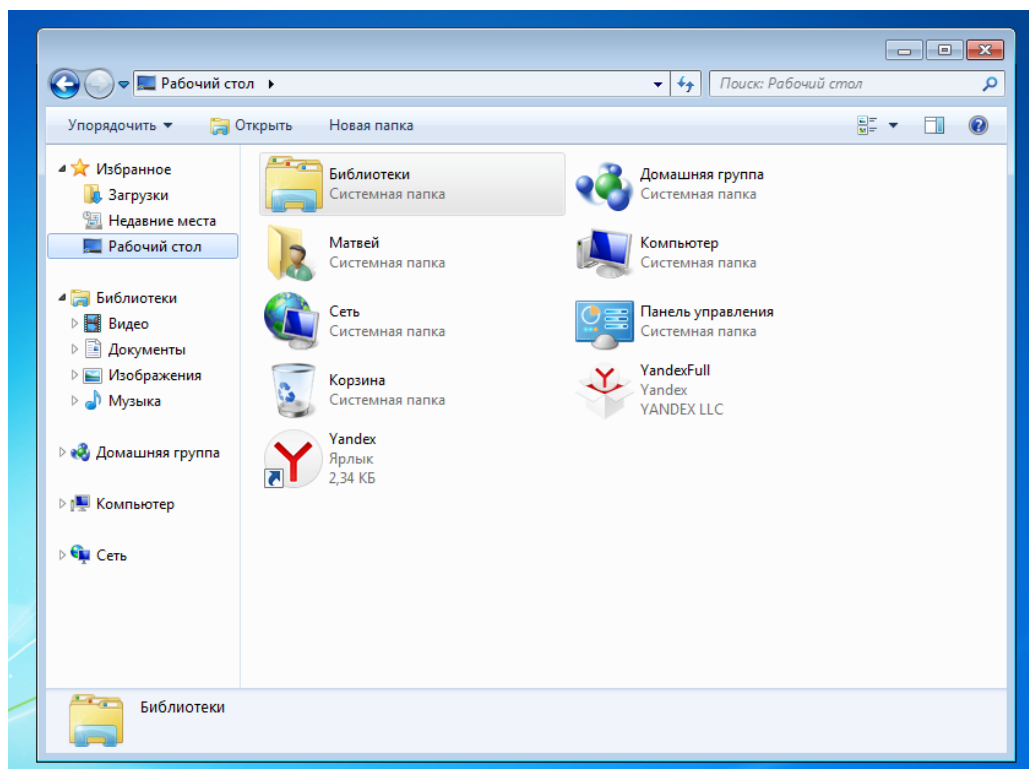 Рабочий стол
Поиск: Рабочий стол
Упорядочить
Открыть
Новая папка
Избранное
Загрузки
Недавние места
Рабочий стол
Библиотеки
Видео
Документы
Изображения
Музыка
Домашняя группа
Компьютер
Сеть
Библиотеки
Системная папка
Домашняя группа
Системная папка
Матвей
Системная папка
Компьютер
Системная папка
Сеть
Системная папка
Панель управления
Системная папка
Корзина
Системная папка
YandexFull
Yandex
YANDEX LLC
Yandex
Ярлык
2,34 КБ
Библиотеки